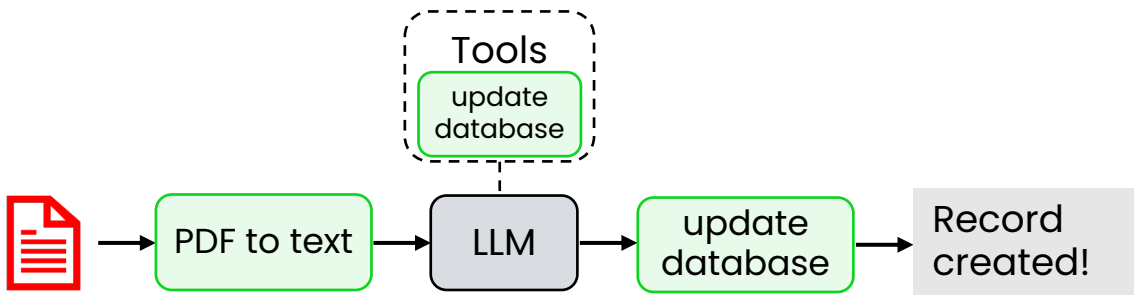 Tools
update
database
PDF to text
LLM
update
database
Record
created!